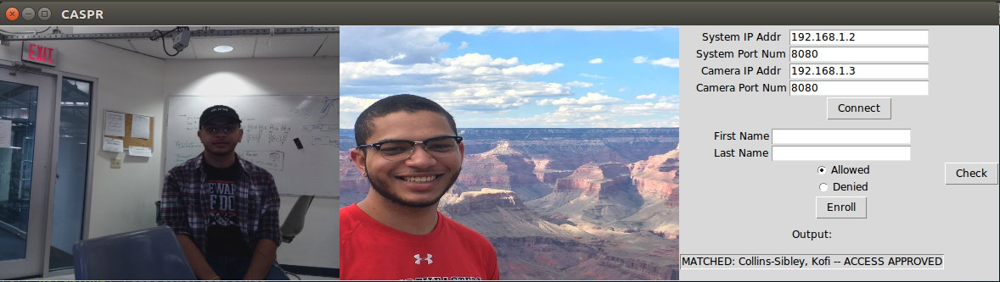 CASPR
EXIT
System IP Addr 192.168.1.2
System Port Num 8080
Camera IP Addr 192.168.1.3
Camera Port Num 8080
Connect
First Name
Last Name
Allowed
Denied
Check
Enroll
Output:
MATCHED: Collins-Sibley, Kofi -- ACCESS APPROVED